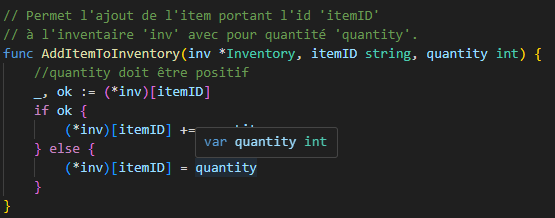 // Permet l'ajout de l'item portant l'id 'itemID'
// à l'inventaire 'inv' avec pour quantité 'quantity'.
func AddItemToInventory(inv *Inventory, itemID string, quantity int) {
//quantity doit être positif
_, ok := (*inv)[itemID]
if ok {
(*inv)[itemID] +=
var quantity int
} else {
(*inv)[itemID] = quantity
}
}